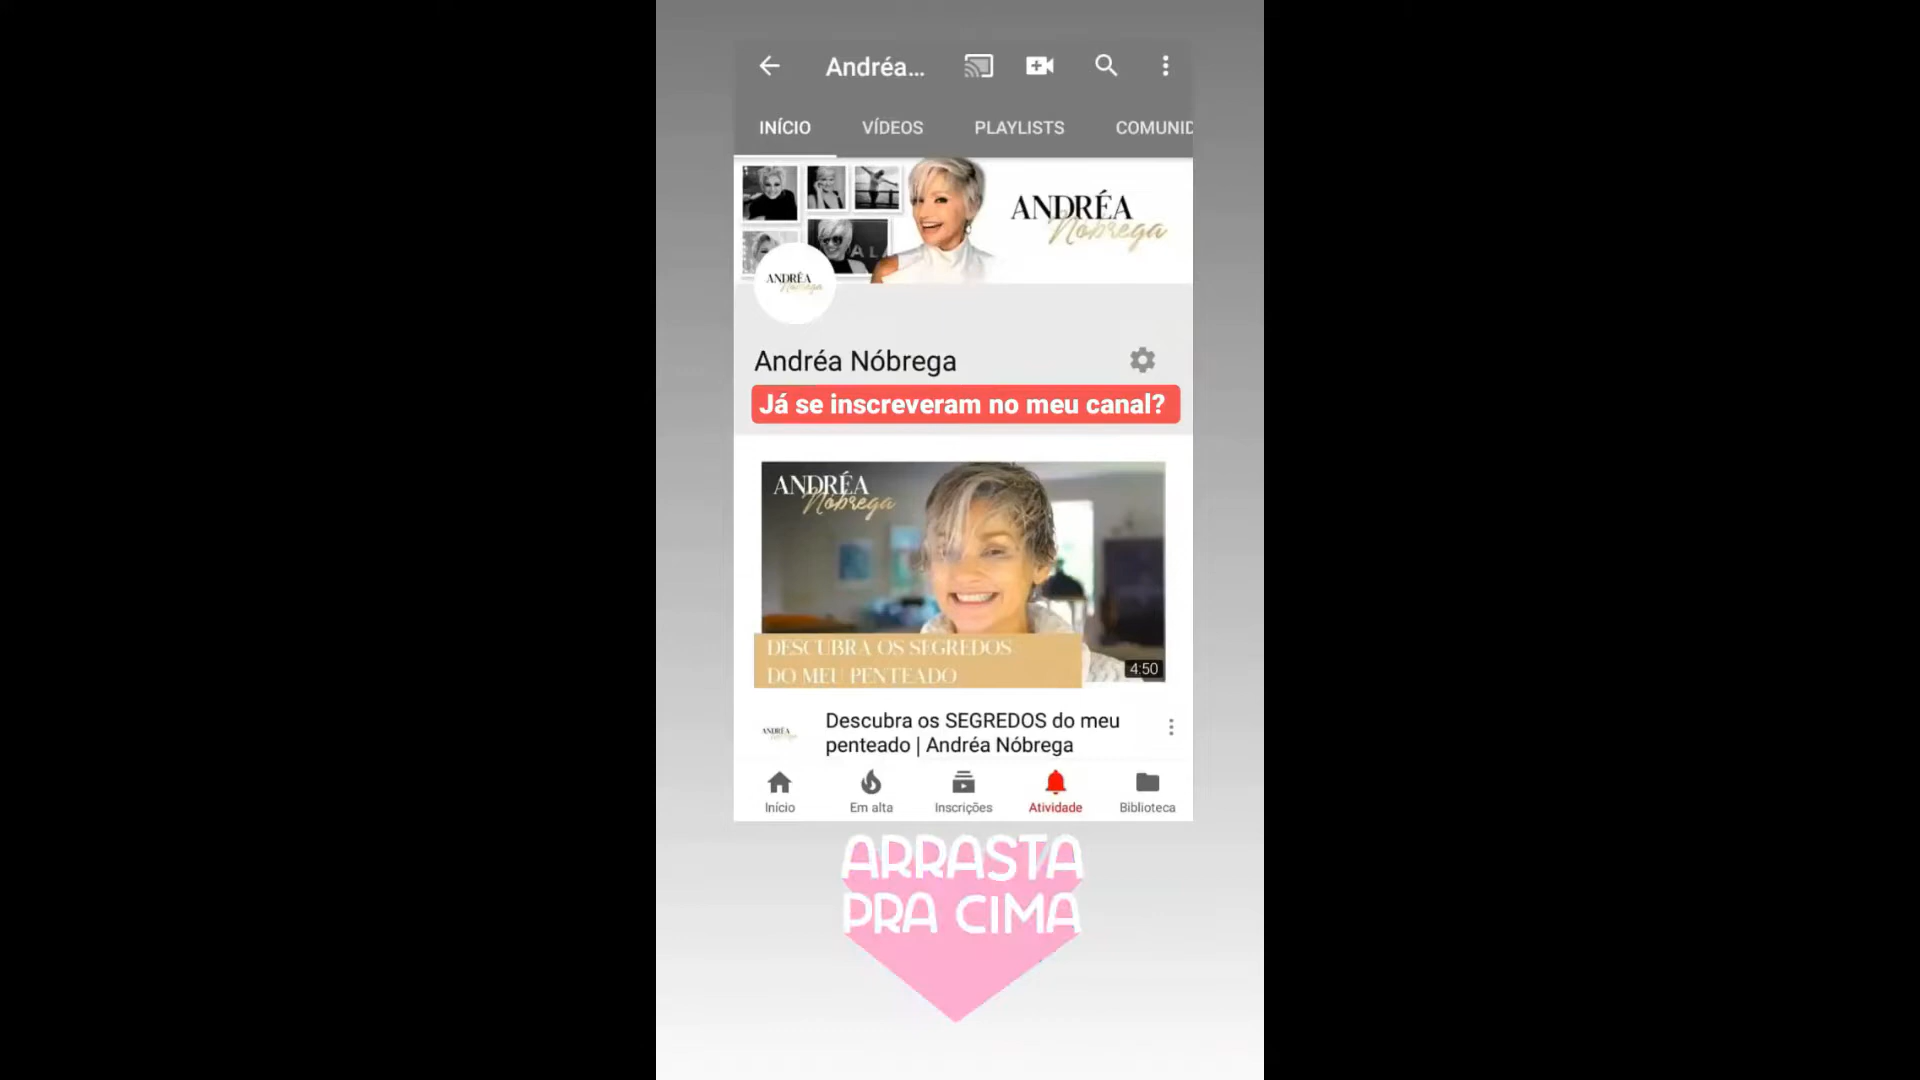 Andréa...
INÍCIO VÍDEOS PLAYLISTS COMUNID
ANDRÉA
Nóbrega
ANDRÉA
Nóbrega
Andréa Nóbrega
Já se inscreveram no meu canal?
ANDRÉA
Nóbrega
DESCUBRA OS SEGREDOS
DO MEU PENTEADO
4:50
ANDRÉA
Descubra os SEGREDOS do meu
penteado | Andréa Nóbrega
Início Em alta Inscrições Atividade Biblioteca
ARRASTA
PRA CIMA